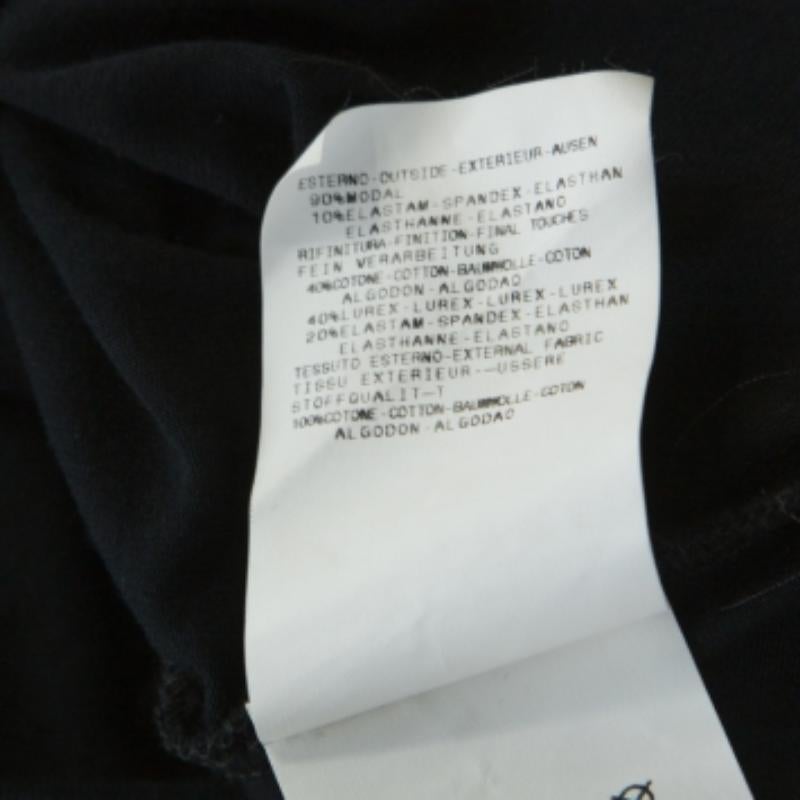 ESTERNO-OUTSIDE-EXTERIEUR-AUSEN
90%MODAL
10%ELASTAM-SPANDEX-ELASTHAN
ELASTHANNE-ELASTANO
RIFINITURA-FINITION-FINAL TOUCHES
FEIN VERARBEITUNG
40%COTONE-COTTON-BAUMWOLLE-COTON
ALGODON-ALGODAO
40%LUREX-LUREX-LUREX-LUREX
20%ELASTAM-SPANDEX-ELASTHAN
ELASTHANNE-ELASTANO
TESSUTO ESTERNO-EXTERNAL FABRIC
TISSU EXTERIEUR--USSERE
STOFFQUALIT-T
100%COTONE-COTTON-BAUMWOLLE-COTON
ALGODON-ALGODAO